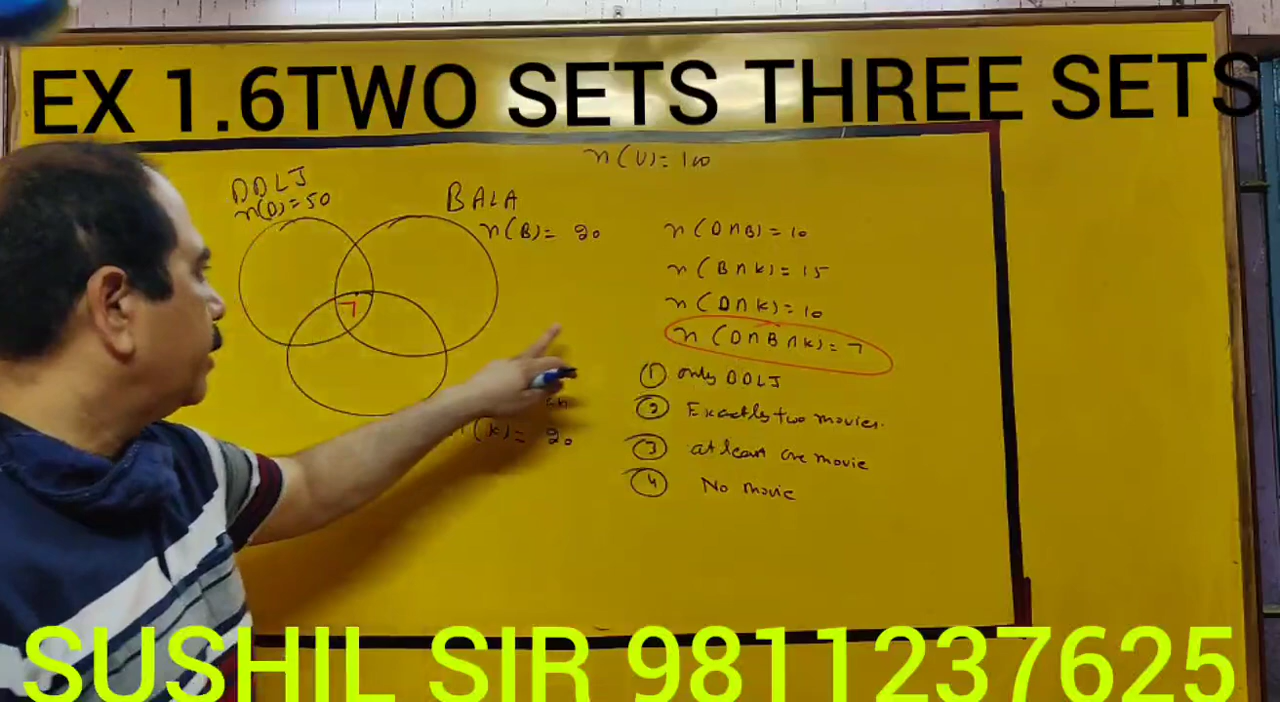 EX 1.6TWO SETS THREE SETS
n(U)= 100
DDLJ
n(D)=50
BALA
n(B)= 20
7
n(K)= 20
n(D∩B)=10
n(B∩K)=15
n(D∩K)=10
n(D∩B∩K)=7
① only DDLJ
② Exactly two movies.
③ at least one movie
④ No movie
SUSHIL SIR 9811237625